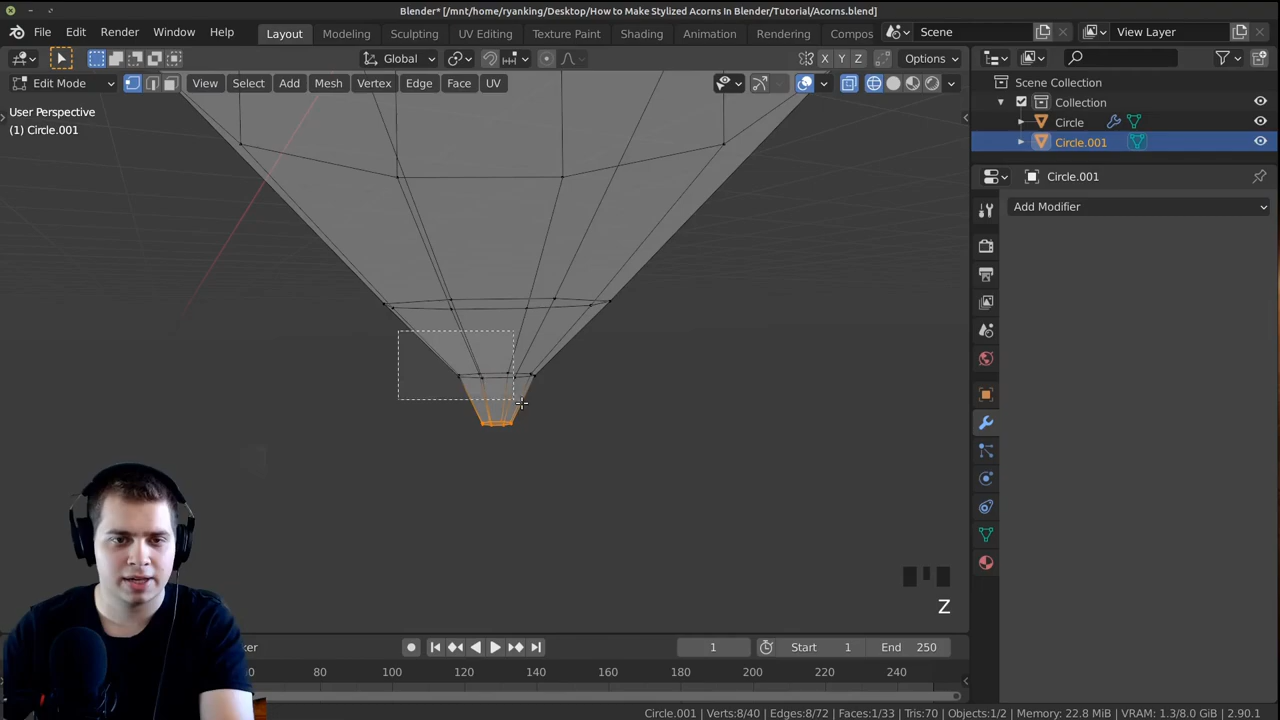 Blender* [/mnt/home/ryanking/Desktop/How to Make Stylized Acorns In Blender/Tutorial/Acorns.blend]
File Edit Render Window Help Layout Modeling Sculpting UV Editing Texture Paint Shading Animation Rendering Compos Scene View Layer
Global X Y Z Options
Edit Mode View Select Add Mesh Vertex Edge Face UV
User Perspective
(1) Circle.001
Scene Collection
Collection
Circle
Circle.001
Circle.001
Add Modifier
Z
ker 1 Start 1 End 250
80 100 120 140 160 180 200 220 240
Circle.001 | Verts:8/40 | Edges:8/72 | Faces:1/33 | Tris:70 | Objects:1/2 | Memory: 22.8 MiB | VRAM: 1.3/8.0 GiB | 2.90.1